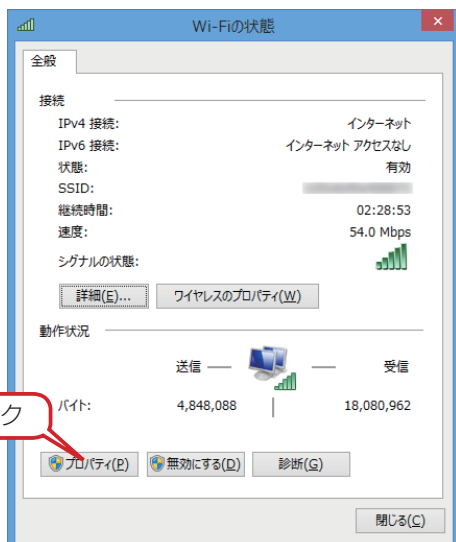 Wi-Fiの状態
全般
接続
IPv4 接続: インターネット
IPv6 接続: インターネット アクセスなし
状態: 有効
SSID:
継続時間: 02:28:53
速度: 54.0 Mbps
シグナルの状態:
詳細(E)... ワイヤレスのプロパティ(W)
動作状況
送信 — — 受信
バイト: 4,848,088 18,080,962
ク
プロパティ(P) 無効にする(D) 診断(G)
閉じる(C)